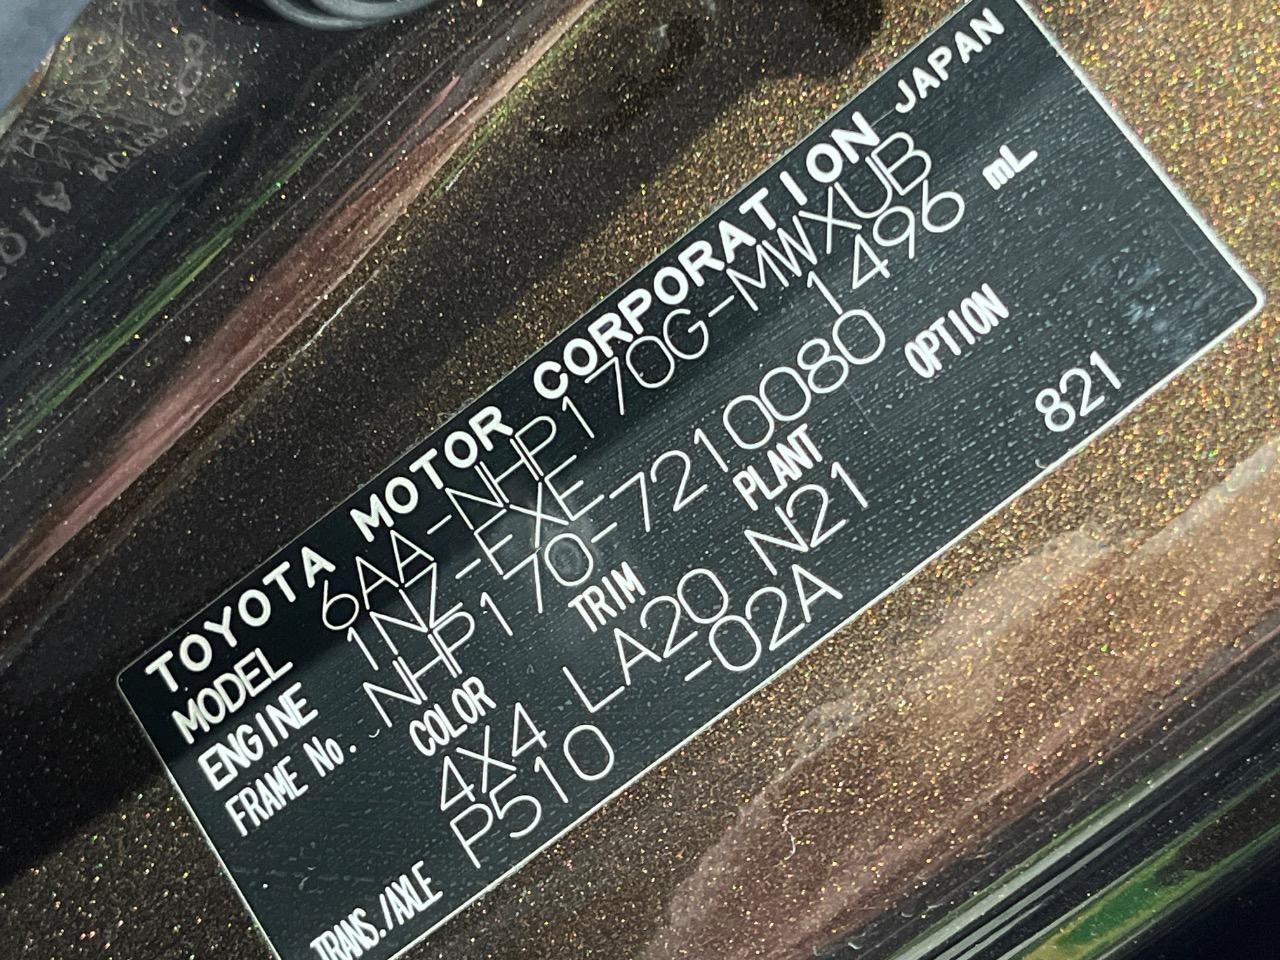 TOYOTA MOTOR CORPORATION JAPAN
MODEL 6AA-NHP170G-MWXUB
ENGINE 1NZ-FXE 1496 mL
FRAME No. NHP170-7210080
COLOR TRIM PLANT OPTION
4X4 LA20 N21 821
TRANS./AXLE P510 -02A